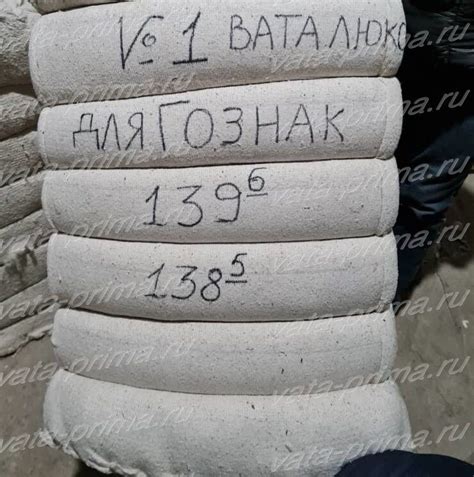 № 1 ВАТА ЛЮКС
ДЛЯ ГОЗНАК
139⁶
138⁵
vata-prima.ru